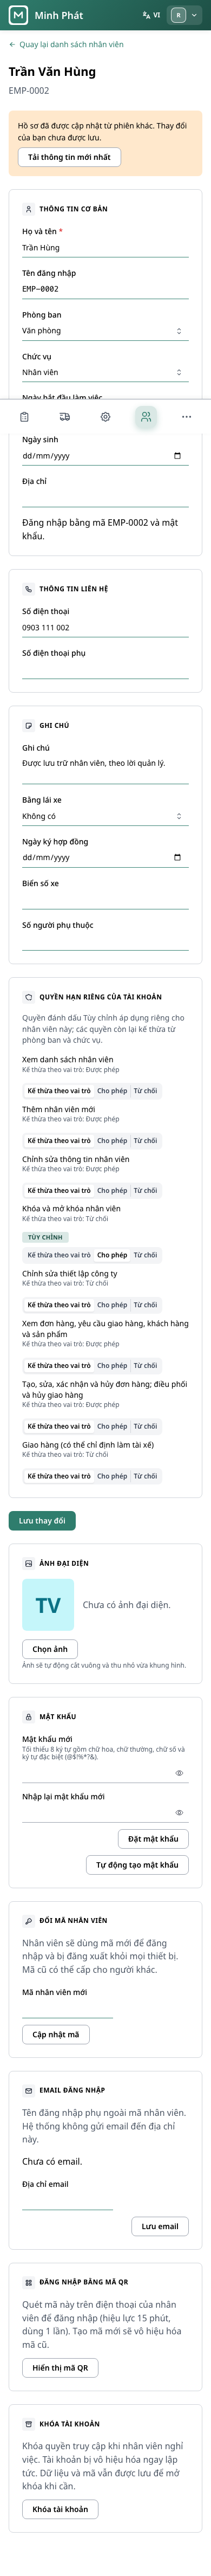 Minh Phát
VI
R
Quay lại danh sách nhân viên
Trần Văn Hùng
EMP-0002
Hồ sơ đã được cập nhật từ phiên khác. Thay đổi
của bạn chưa được lưu.
Tải thông tin mới nhất
THÔNG TIN CƠ BẢN
Họ và tên *
Trần Hùng
Tên đăng nhập
EMP-0002
Phòng ban
Văn phòng
Chức vụ
Nhân viên
Ngày bắt đầu làm việc
Ngày sinh
dd/mm/yyyy
Địa chỉ
Đăng nhập bằng mã EMP-0002 và mật
khẩu.
THÔNG TIN LIÊN HỆ
Số điện thoại
0903 111 002
Số điện thoại phụ
GHI CHÚ
Ghi chú
Được lưu trữ nhân viên, theo lời quản lý.
Bằng lái xe
Không có
Ngày ký hợp đồng
dd/mm/yyyy
Biển số xe
Số người phụ thuộc
QUYỀN HẠN RIÊNG CỦA TÀI KHOẢN
Quyền đánh dấu Tùy chỉnh áp dụng riêng cho
nhân viên này; các quyền còn lại kế thừa từ
phòng ban và chức vụ.
Xem danh sách nhân viên
Kế thừa theo vai trò: Được phép
Kế thừa theo vai trò Cho phép Từ chối
Thêm nhân viên mới
Kế thừa theo vai trò: Được phép
Kế thừa theo vai trò Cho phép Từ chối
Chỉnh sửa thông tin nhân viên
Kế thừa theo vai trò: Được phép
Kế thừa theo vai trò Cho phép Từ chối
Khóa và mở khóa nhân viên
Kế thừa theo vai trò: Từ chối
TÙY CHỈNH
Kế thừa theo vai trò Cho phép Từ chối
Chỉnh sửa thiết lập công ty
Kế thừa theo vai trò: Từ chối
Kế thừa theo vai trò Cho phép Từ chối
Xem đơn hàng, yêu cầu giao hàng, khách hàng
và sản phẩm
Kế thừa theo vai trò: Được phép
Kế thừa theo vai trò Cho phép Từ chối
Tạo, sửa, xác nhận và hủy đơn hàng; điều phối
và hủy giao hàng
Kế thừa theo vai trò: Được phép
Kế thừa theo vai trò Cho phép Từ chối
Giao hàng (có thể chỉ định làm tài xế)
Kế thừa theo vai trò: Từ chối
Kế thừa theo vai trò Cho phép Từ chối
Lưu thay đổi
ẢNH ĐẠI DIỆN
TV
Chưa có ảnh đại diện.
Chọn ảnh
Ảnh sẽ tự động cắt vuông và thu nhỏ vừa khung hình.
MẬT KHẨU
Mật khẩu mới
Tối thiểu 8 ký tự gồm chữ hoa, chữ thường, chữ số và
ký tự đặc biệt (@$!%*?&).
Nhập lại mật khẩu mới
Đặt mật khẩu
Tự động tạo mật khẩu
ĐỔI MÃ NHÂN VIÊN
Nhân viên sẽ dùng mã mới để đăng
nhập và bị đăng xuất khỏi mọi thiết bị.
Mã cũ có thể cấp cho người khác.
Mã nhân viên mới
Cập nhật mã
EMAIL ĐĂNG NHẬP
Tên đăng nhập phụ ngoài mã nhân viên.
Hệ thống không gửi email đến địa chỉ
này.
Chưa có email.
Địa chỉ email
Lưu email
ĐĂNG NHẬP BẰNG MÃ QR
Quét mã này trên điện thoại của nhân
viên để đăng nhập (hiệu lực 15 phút,
dùng 1 lần). Tạo mã mới sẽ vô hiệu hóa
mã cũ.
Hiển thị mã QR
KHÓA TÀI KHOẢN
Khóa quyền truy cập khi nhân viên nghỉ
việc. Tài khoản bị vô hiệu hóa ngay lập
tức. Dữ liệu và mã vẫn được lưu để mở
khóa khi cần.
Khóa tài khoản